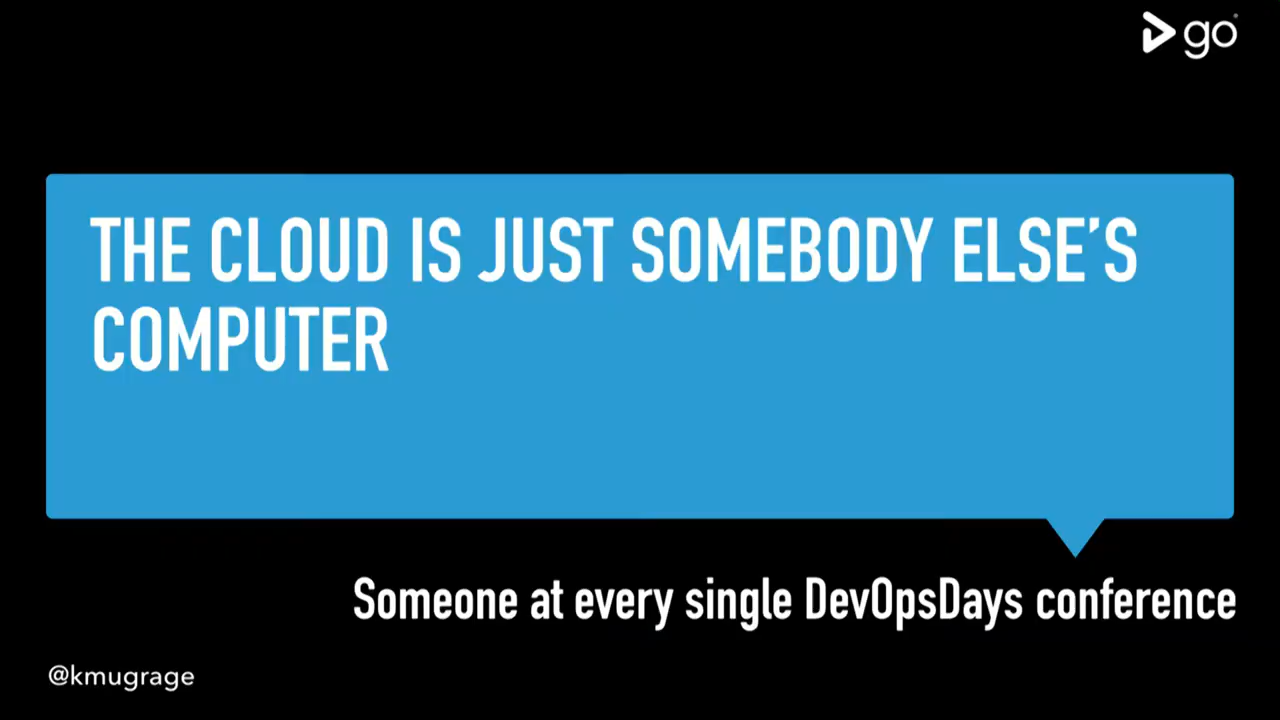 go
THE CLOUD IS JUST SOMEBODY ELSE’S
COMPUTER
Someone at every single DevOpsDays conference
@kmugrage